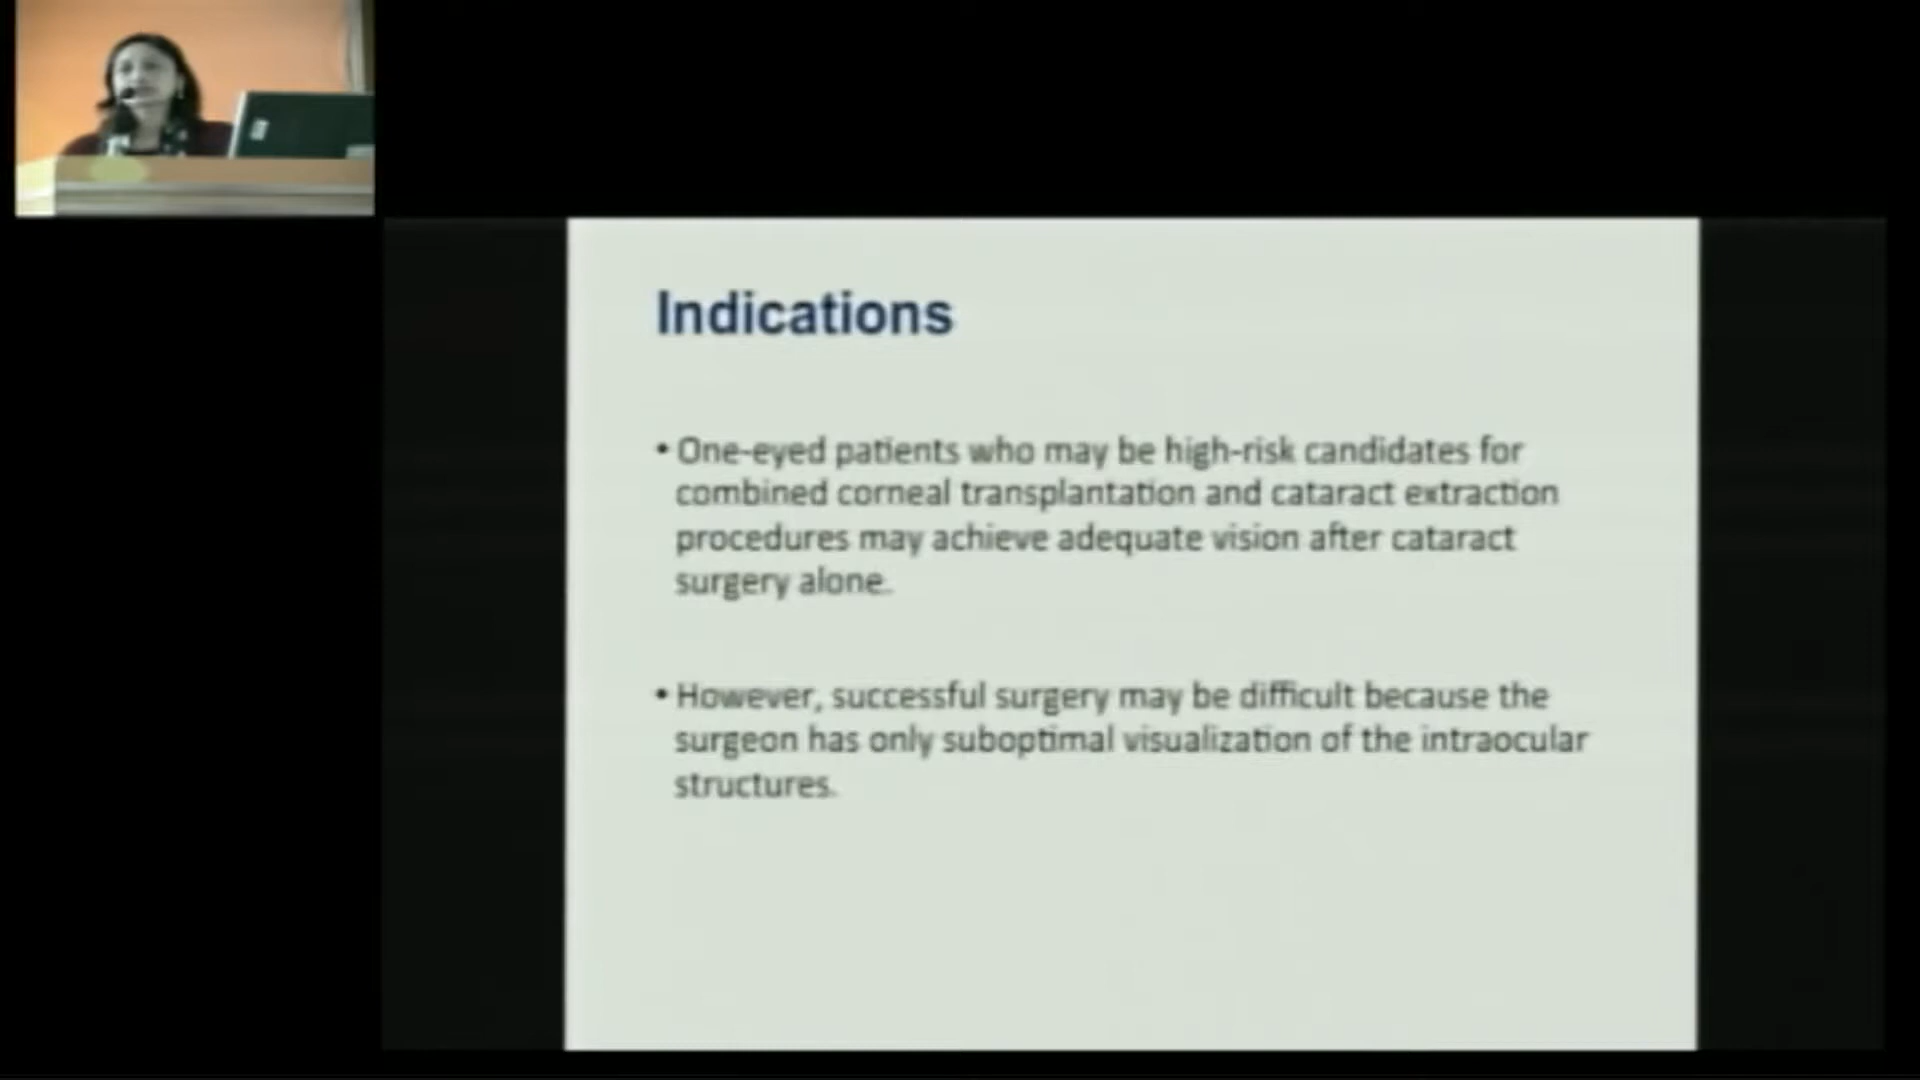 Indications
• One-eyed patients who may be high-risk candidates for
combined corneal transplantation and cataract extraction
procedures may achieve adequate vision after cataract
surgery alone.
• However, successful surgery may be difficult because the
surgeon has only suboptimal visualization of the intraocular
structures.